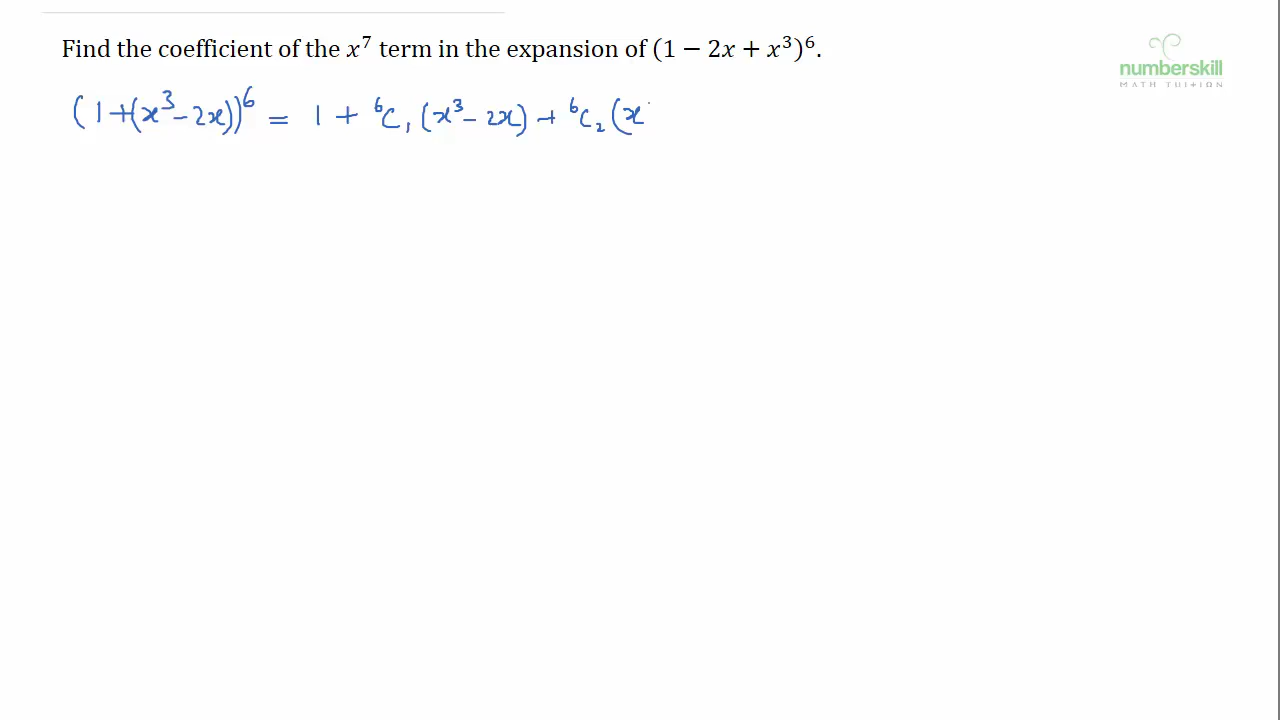 Find the coefficient of the x⁷ term in the expansion of (1 − 2x + x³)⁶.
numberskill
MATH TUITION
(1+(x³-2x))⁶ = 1 + ⁶C₁(x³-2x) + ⁶C₂(x